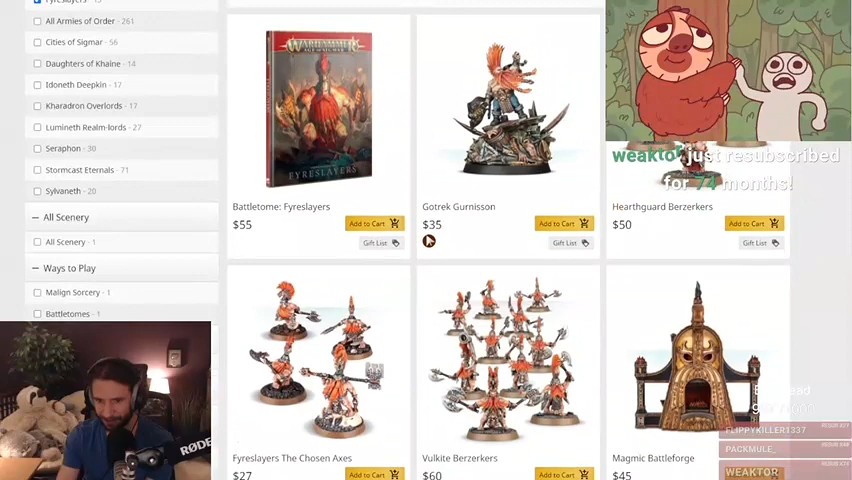 Fyreslayers
All Armies of Order - 261
Cities of Sigmar - 56
Daughters of Khaine - 14
Idoneth Deepkin - 17
Kharadron Overlords - 17
Lumineth Realm-lords - 27
Seraphon - 30
Stormcast Eternals - 71
Sylvaneth - 20
All Scenery
All Scenery - 1
Ways to Play
Malign Sorcery - 1
Battletomes - 1
WARHAMMER
FYRESLAYERS
Battletome: Fyreslayers
$55
Add to Cart
Gift List
Gotrek Gurnisson
$35
Add to Cart
Gift List
weaktor just resubscribed
for 74 months!
Hearthguard Berzerkers
$50
Add to Cart
Gift List
Fyreslayers The Chosen Axes
$27
Add to Cart
Vulkite Berzerkers
$60
Add to Cart
Magmic Battleforge
$45
FLIPPYKILLER1337
PACKMULE_
WEAKTOR
RØDE